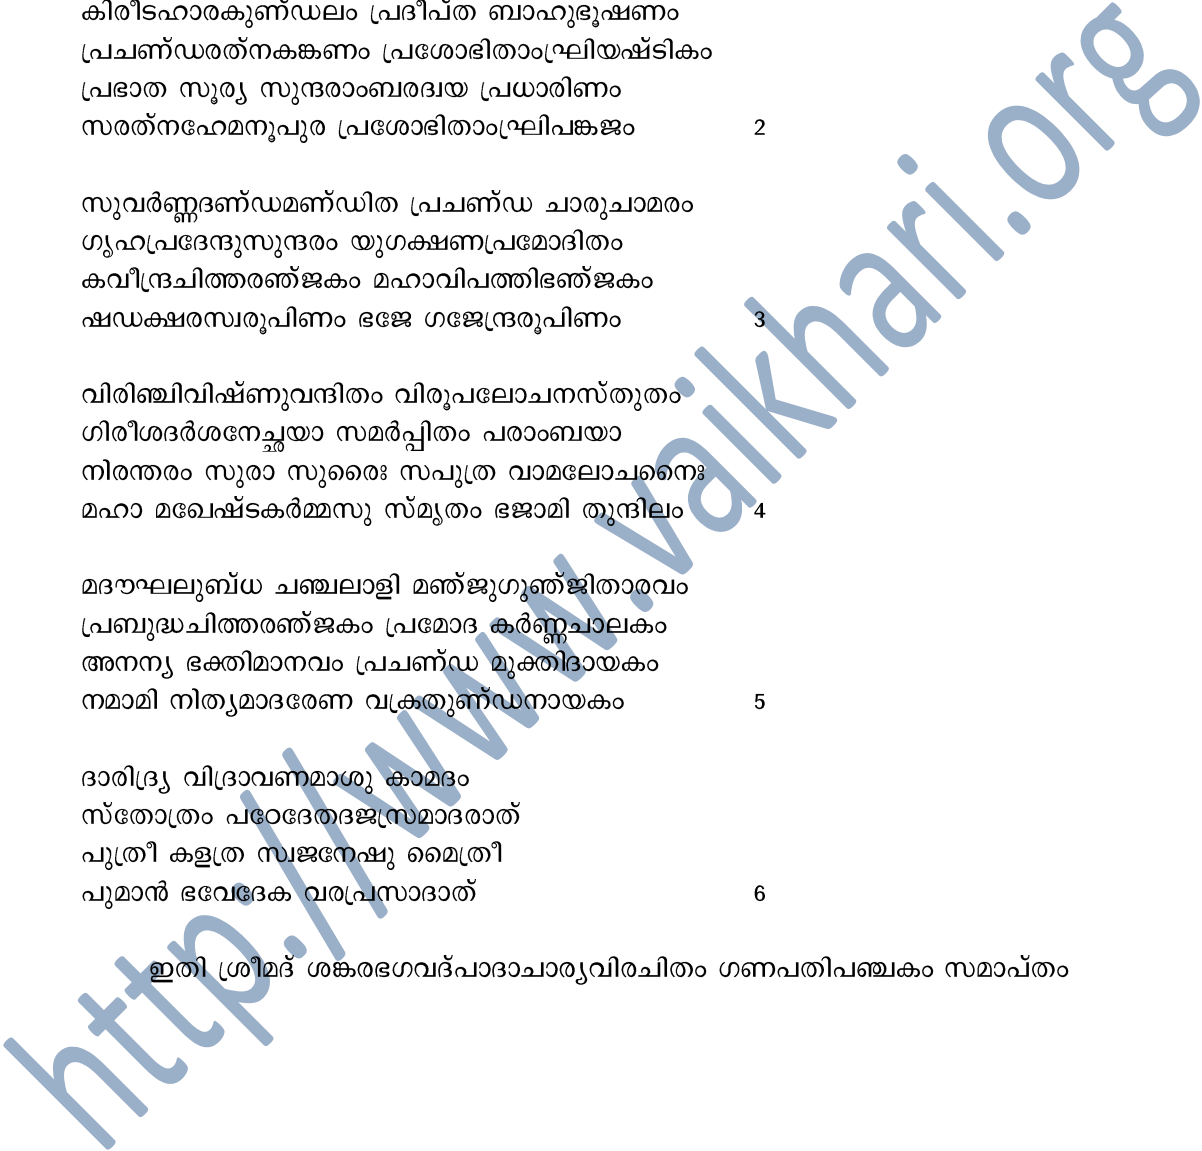 കിരീടഹാരകുണ്ഡലം പ്രദീപ്ത ബാഹുഭൂഷണം
പ്രചണ്ഡരത്നകങ്കണം പ്രശോഭിതാംഘ്രിയഷ്ടികം
പ്രഭാത സൂര്യ സുന്ദരാംബരദ്വയ പ്രധാരിണം
സരത്നഹേമനൂപുര പ്രശോഭിതാംഘ്രിപങ്കജം 2
സുവർണ്ണദണ്ഡമണ്ഡിത പ്രചണ്ഡ ചാരുചാമരം
ഗൃഹപ്രദേന്ദുസുന്ദരം യുഗക്ഷണപ്രമോദിതം
കവീന്ദ്രചിത്തരഞ്ജകം മഹാവിപത്തിഭഞ്ജകം
ഷഡക്ഷരസ്വരൂപിണം ഭജേ ഗജേന്ദ്രരൂപിണം 3
വിരിഞ്ചിവിഷ്ണുവന്ദിതം വിരൂപലോചനസ്തുതം
ഗിരീശദർശനേച്ഛയാ സമർപ്പിതം പരാംബയാ
നിരന്തരം സുരാ സുരൈഃ സപുത്ര വാമലോചനൈഃ
മഹാ മഖേഷ്ടകർമ്മസു സ്മൃതം ഭജാമി തുന്ദിലം 4
മദൗഘലുബ്ധ ചഞ്ചലാളി മഞ്ജുഗുഞ്ജിതാരവം
പ്രബുദ്ധചിത്തരഞ്ജകം പ്രമോദ കർണ്ണചാലകം
അനന്യ ഭക്തിമാനവം പ്രചണ്ഡ മുക്തിദായകം
നമാമി നിത്യമാദരേണ വക്രതുണ്ഡനായകം 5
ദാരിദ്ര്യ വിദ്രാവണമാശു കാമദം
സ്തോത്രം പഠേദേതദജസ്രമാദരാത്
പുത്രീ കളത്ര സ്വജനേഷു മൈത്രീ
പുമാൻ ഭവേദേക വരപ്രസാദാത് 6
ഇതി ശ്രീമദ് ശങ്കരഭഗവദ്പാദാചാര്യവിരചിതം ഗണപതിപഞ്ചകം സമാപ്തം
http://www.vaikhari.org